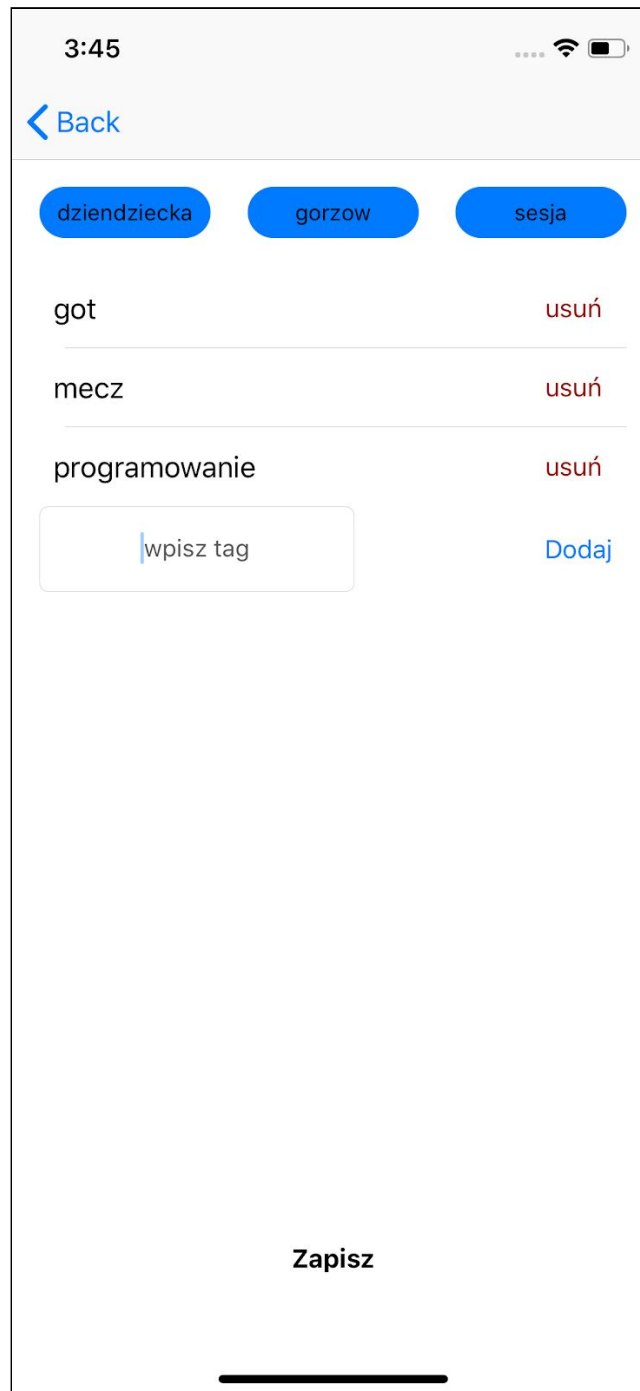 3:45
Back
dziendziecka gorzow sesja
got usuń
mecz usuń
programowanie usuń
wpisz tag Dodaj
Zapisz